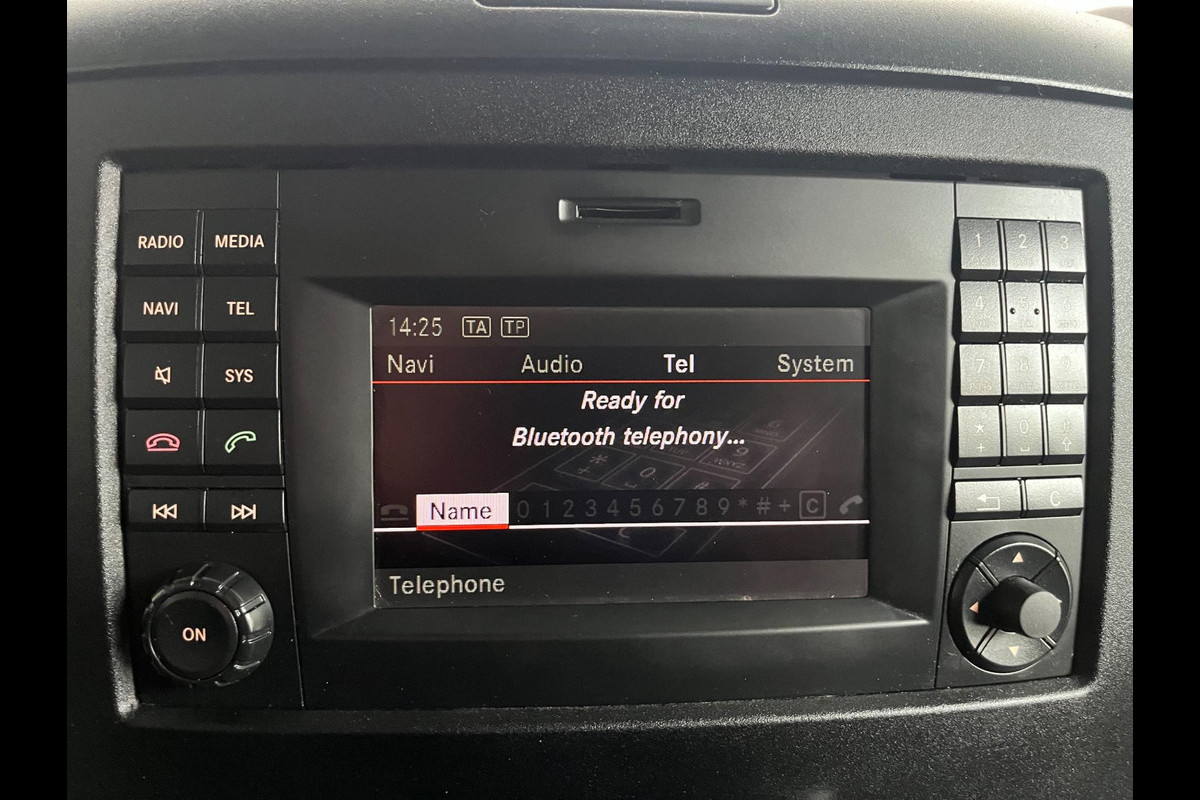 RADIO MEDIA
NAVI TEL
SYS
ON
14:25 TA TP
Navi Audio Tel System
Ready for
Bluetooth telephony...
Name 0 1 2 3 4 5 6 7 8 9 * # + C
Telephone
1 2 3
4 5
7 8 9
* 0 #
+
C